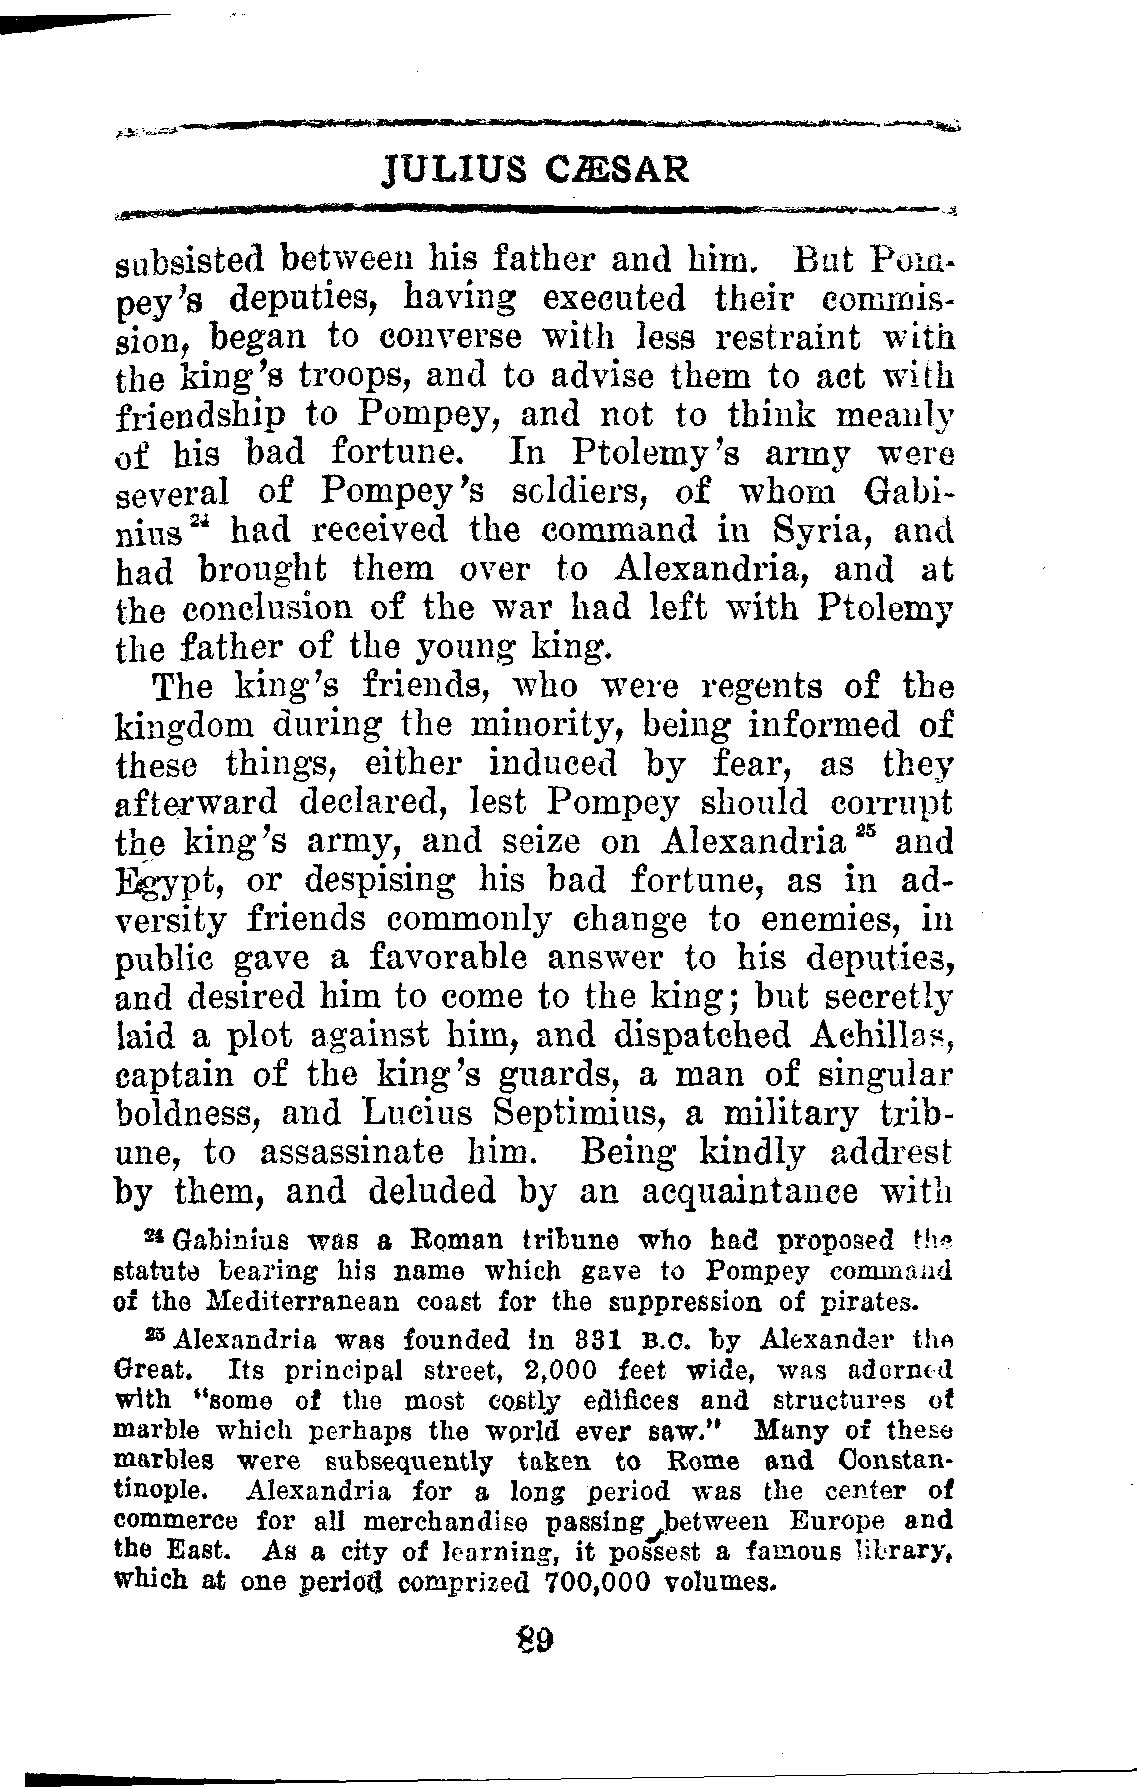 JULIUS CÆSAR
subsisted between his father and him. But Pom-
pey's deputies, having executed their commis-
sion, began to converse with less restraint with
the king's troops, and to advise them to act with
friendship to Pompey, and not to think meanly
of his bad fortune. In Ptolemy's army were
several of Pompey's soldiers, of whom Gabi-
nius²⁴ had received the command in Syria, and
had brought them over to Alexandria, and at
the conclusion of the war had left with Ptolemy
the father of the young king.
The king's friends, who were regents of the
kingdom during the minority, being informed of
these things, either induced by fear, as they
afterward declared, lest Pompey should corrupt
the king's army, and seize on Alexandria²⁵ and
Egypt, or despising his bad fortune, as in ad-
versity friends commonly change to enemies, in
public gave a favorable answer to his deputies,
and desired him to come to the king; but secretly
laid a plot against him, and dispatched Achillas,
captain of the king's guards, a man of singular
boldness, and Lucius Septimius, a military trib-
une, to assassinate him. Being kindly addrest
by them, and deluded by an acquaintance with
²⁴ Gabinius was a Roman tribune who had proposed the
statute bearing his name which gave to Pompey command
of the Mediterranean coast for the suppression of pirates.
²⁵ Alexandria was founded in 331 B.C. by Alexander the
Great. Its principal street, 2,000 feet wide, was adorned
with "some of the most costly edifices and structures of
marble which perhaps the world ever saw." Many of these
marbles were subsequently taken to Rome and Constan-
tinople. Alexandria for a long period was the center of
commerce for all merchandise passing between Europe and
the East. As a city of learning, it possest a famous library,
which at one period comprized 700,000 volumes.
89